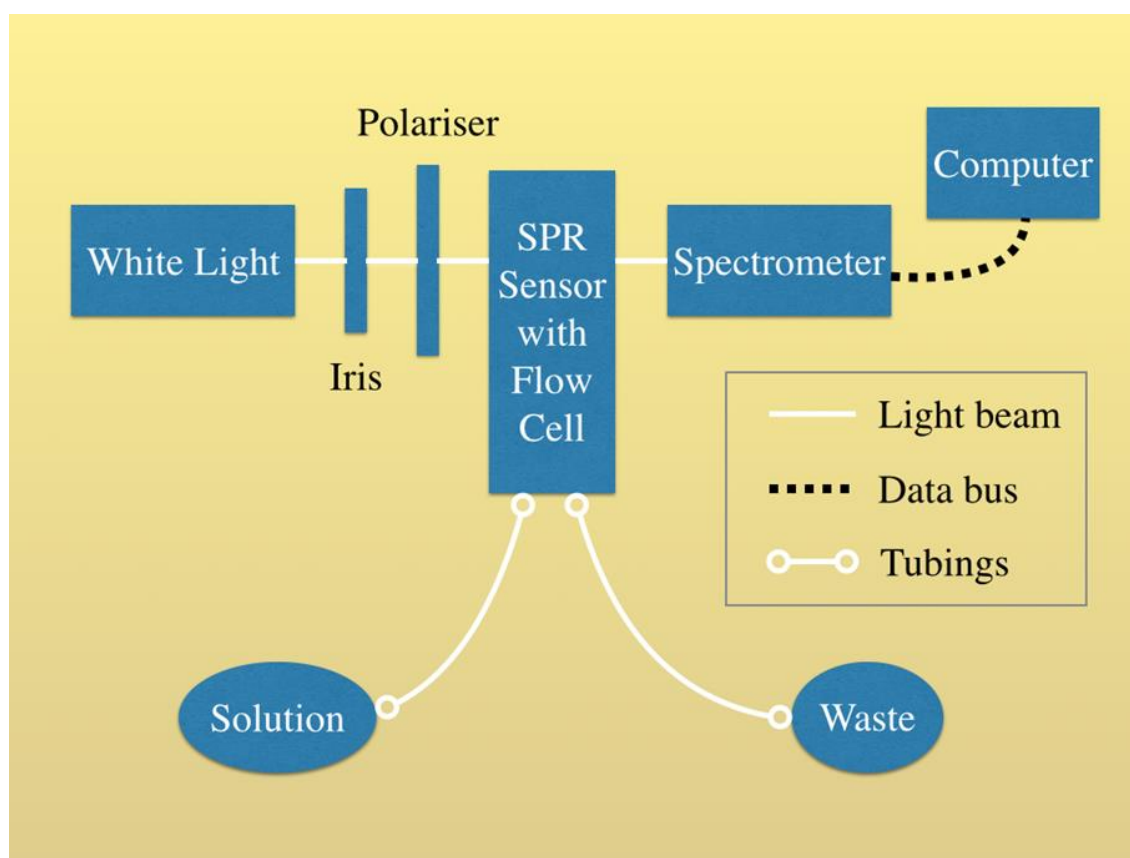 Polariser
Computer
White Light
SPR
Sensor
with
Flow
Cell
Spectrometer
Iris
Light beam
Data bus
Tubings
Solution
Waste